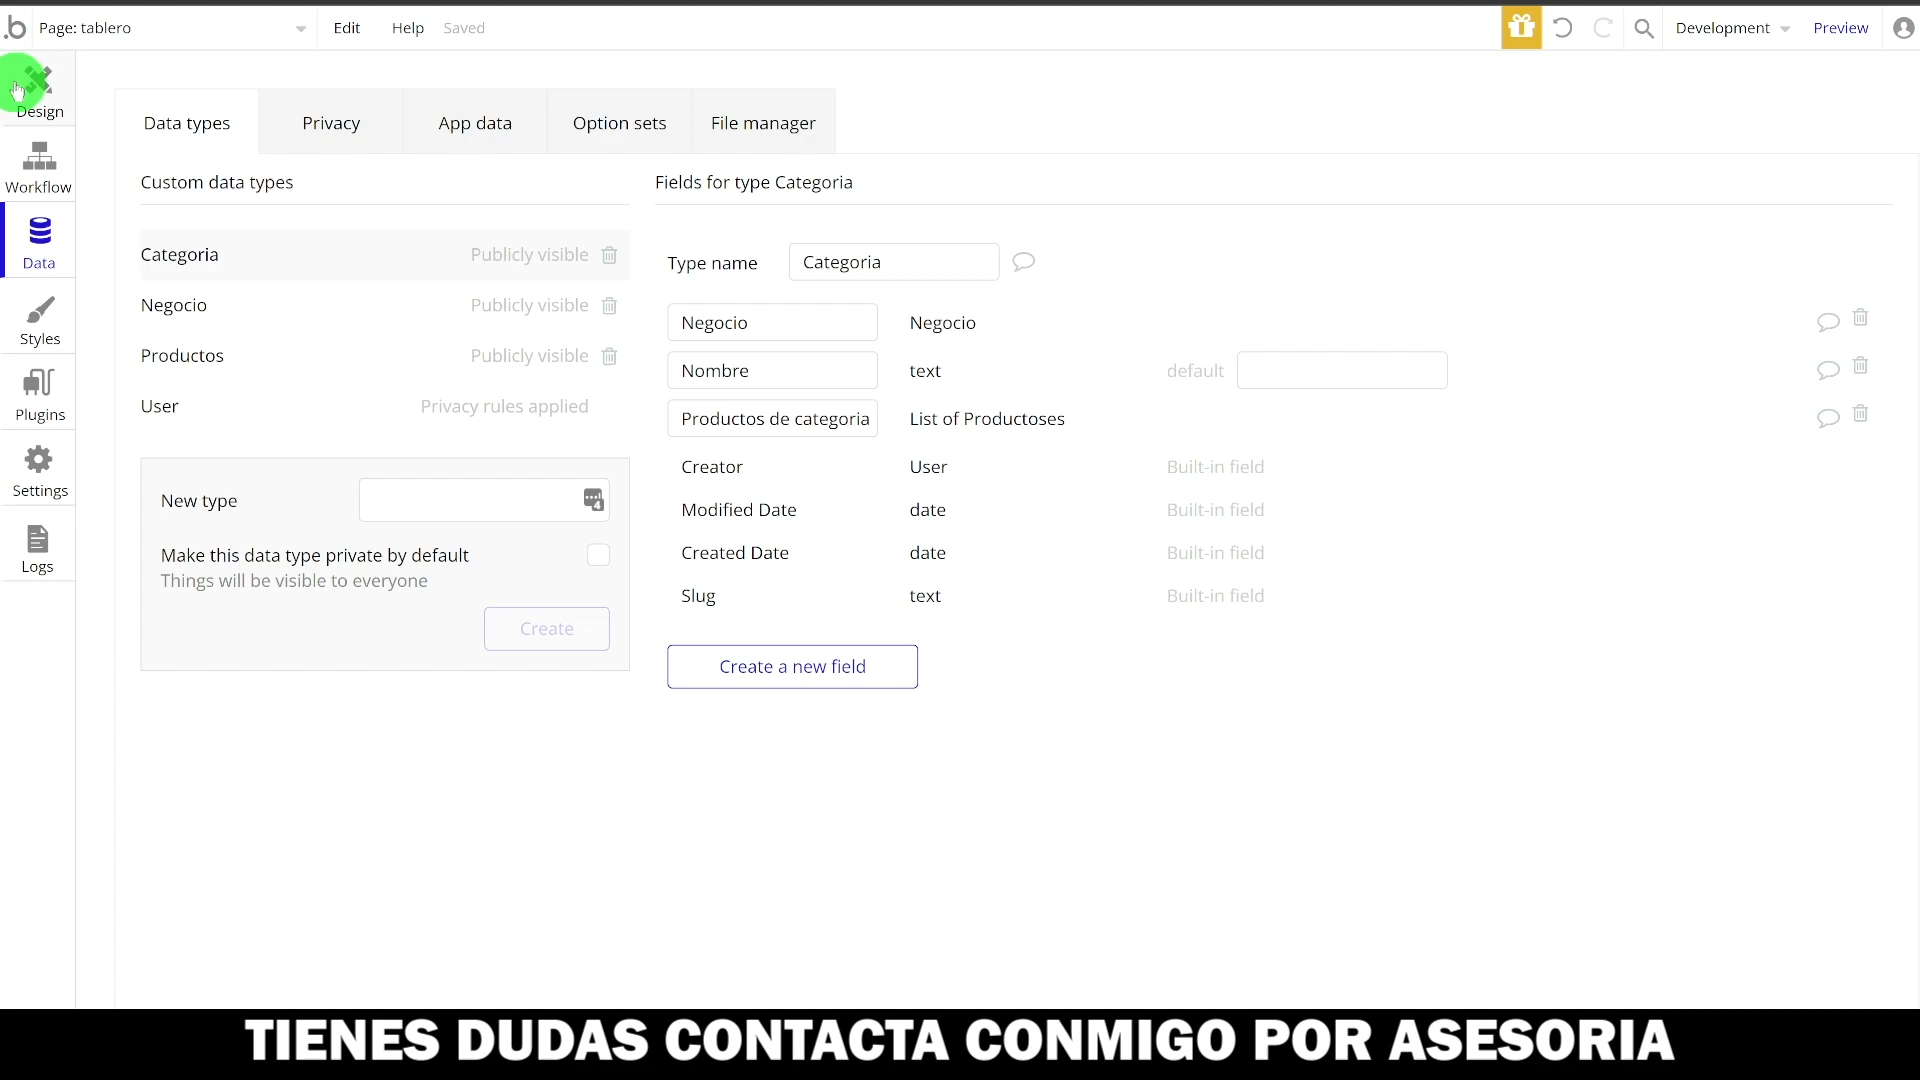 .b Page: tablero Edit Help Saved Development Preview
Design
Workflow
Data
Styles
Plugins
Settings
Logs
Data types Privacy App data Option sets File manager
Custom data types
Categoria Publicly visible
Negocio Publicly visible
Productos Publicly visible
User Privacy rules applied
New type
4
Make this data type private by default
Things will be visible to everyone
Create
Fields for type Categoria
Type name Categoria
Negocio Negocio
Nombre text default
Productos de categoria List of Productoses
Creator User Built-in field
Modified Date date Built-in field
Created Date date Built-in field
Slug text Built-in field
Create a new field
TIENES DUDAS CONTACTA CONMIGO POR ASESORIA